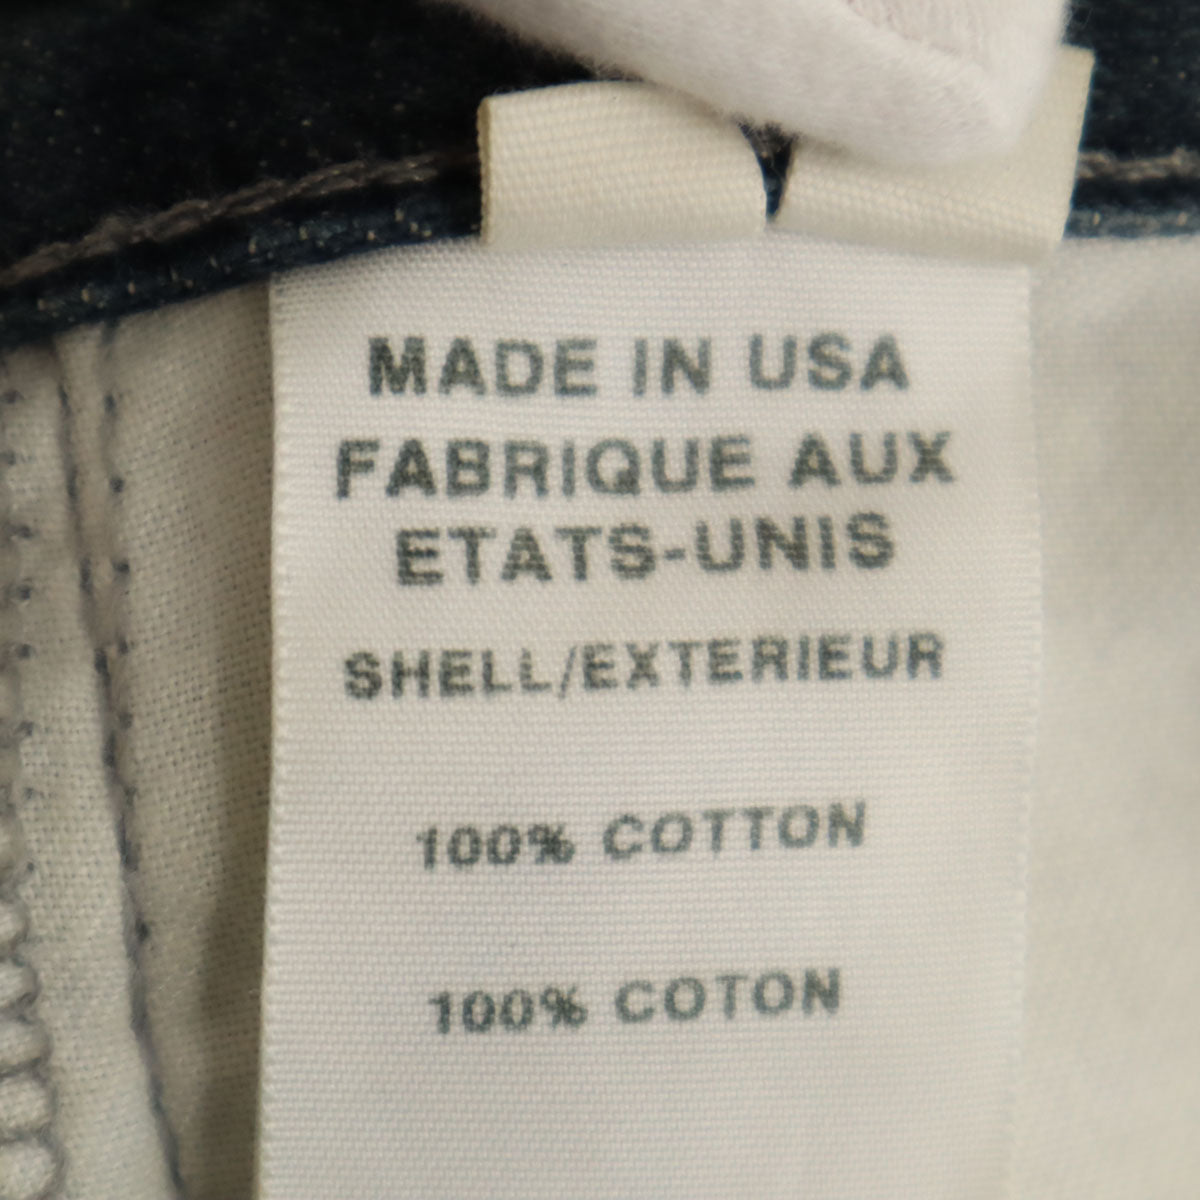 MADE IN USA
FABRIQUE AUX
ETATS-UNIS
SHELL/EXTERIEUR
100% COTTON
100% COTON